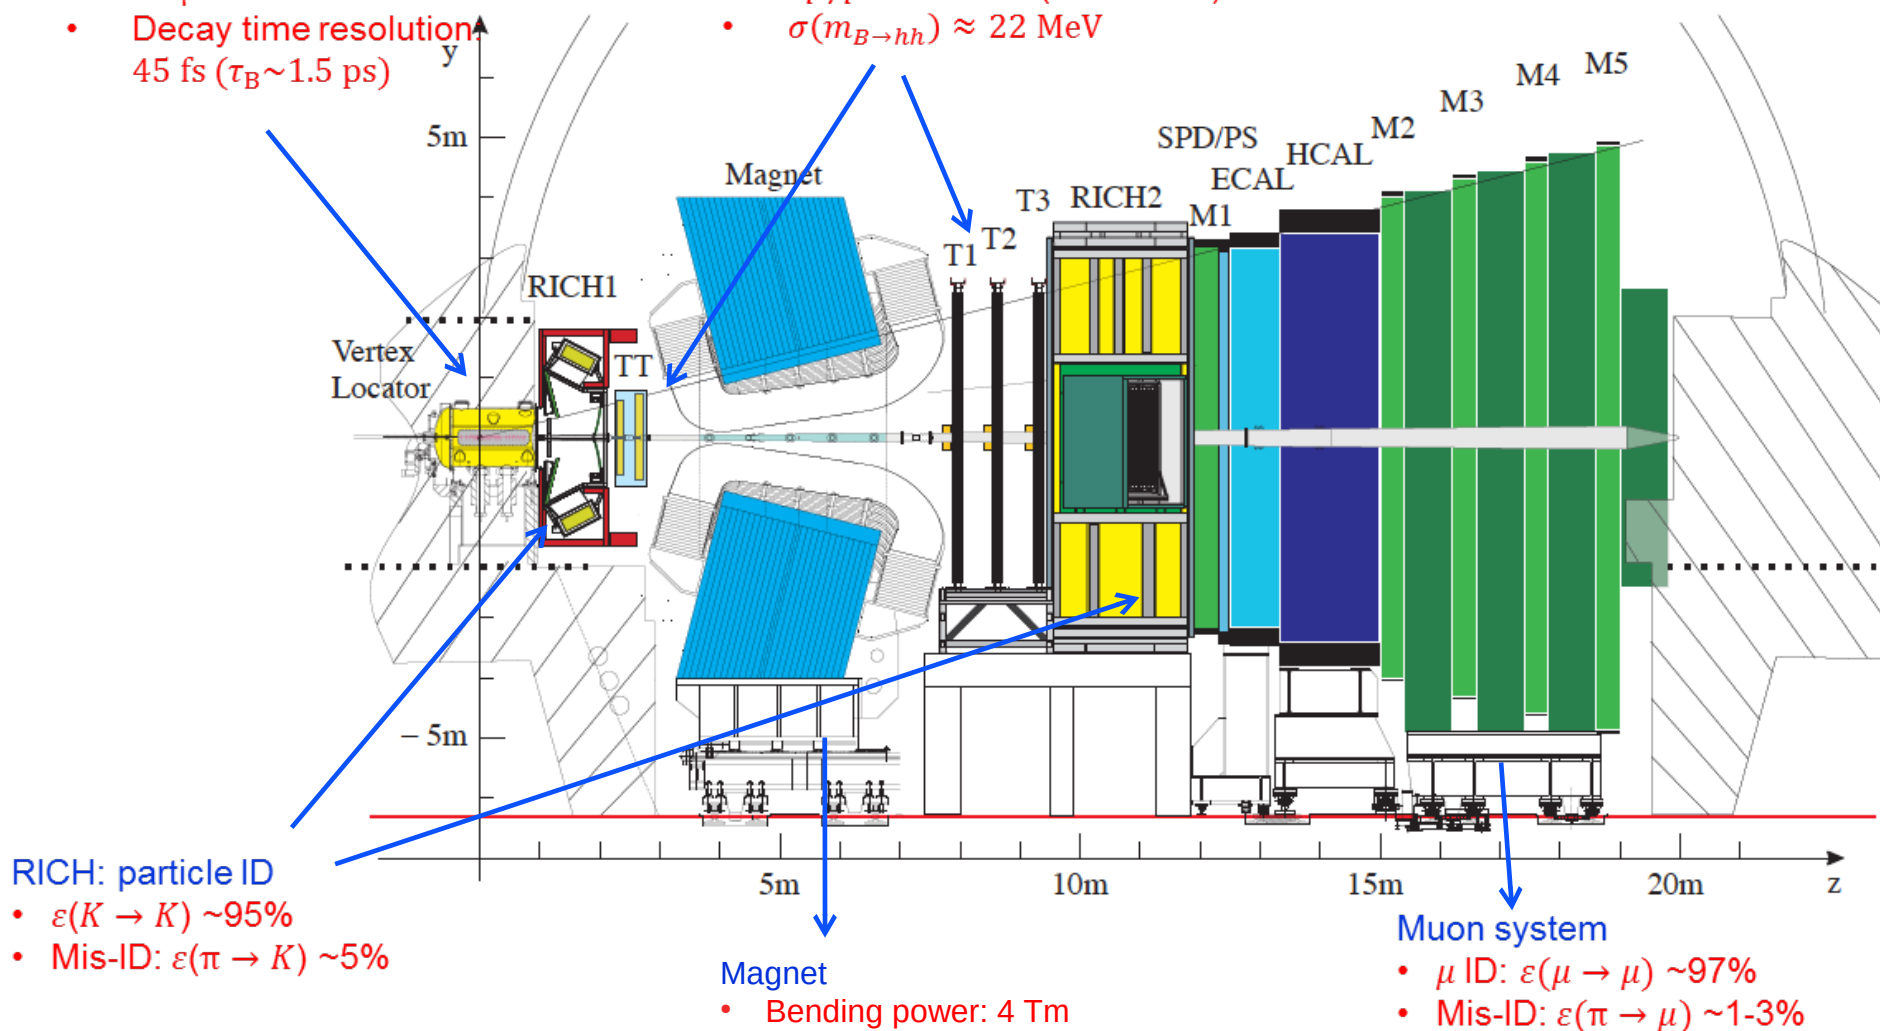 • Decay time resolution:
45 fs (τ_B~1.5 ps)
• σ(m_{B→hh}) ≈ 22 MeV
y
5m
− 5m
Vertex
Locator
RICH1
TT
Magnet
T1
T2
T3
RICH2
M1
SPD/PS
ECAL
HCAL
M2
M3
M4
M5
5m
10m
15m
20m
z
RICH: particle ID
• ε(K → K) ~95%
• Mis-ID: ε(π → K) ~5%
Magnet
• Bending power: 4 Tm
Muon system
• μ ID: ε(μ → μ) ~97%
• Mis-ID: ε(π → μ) ~1-3%